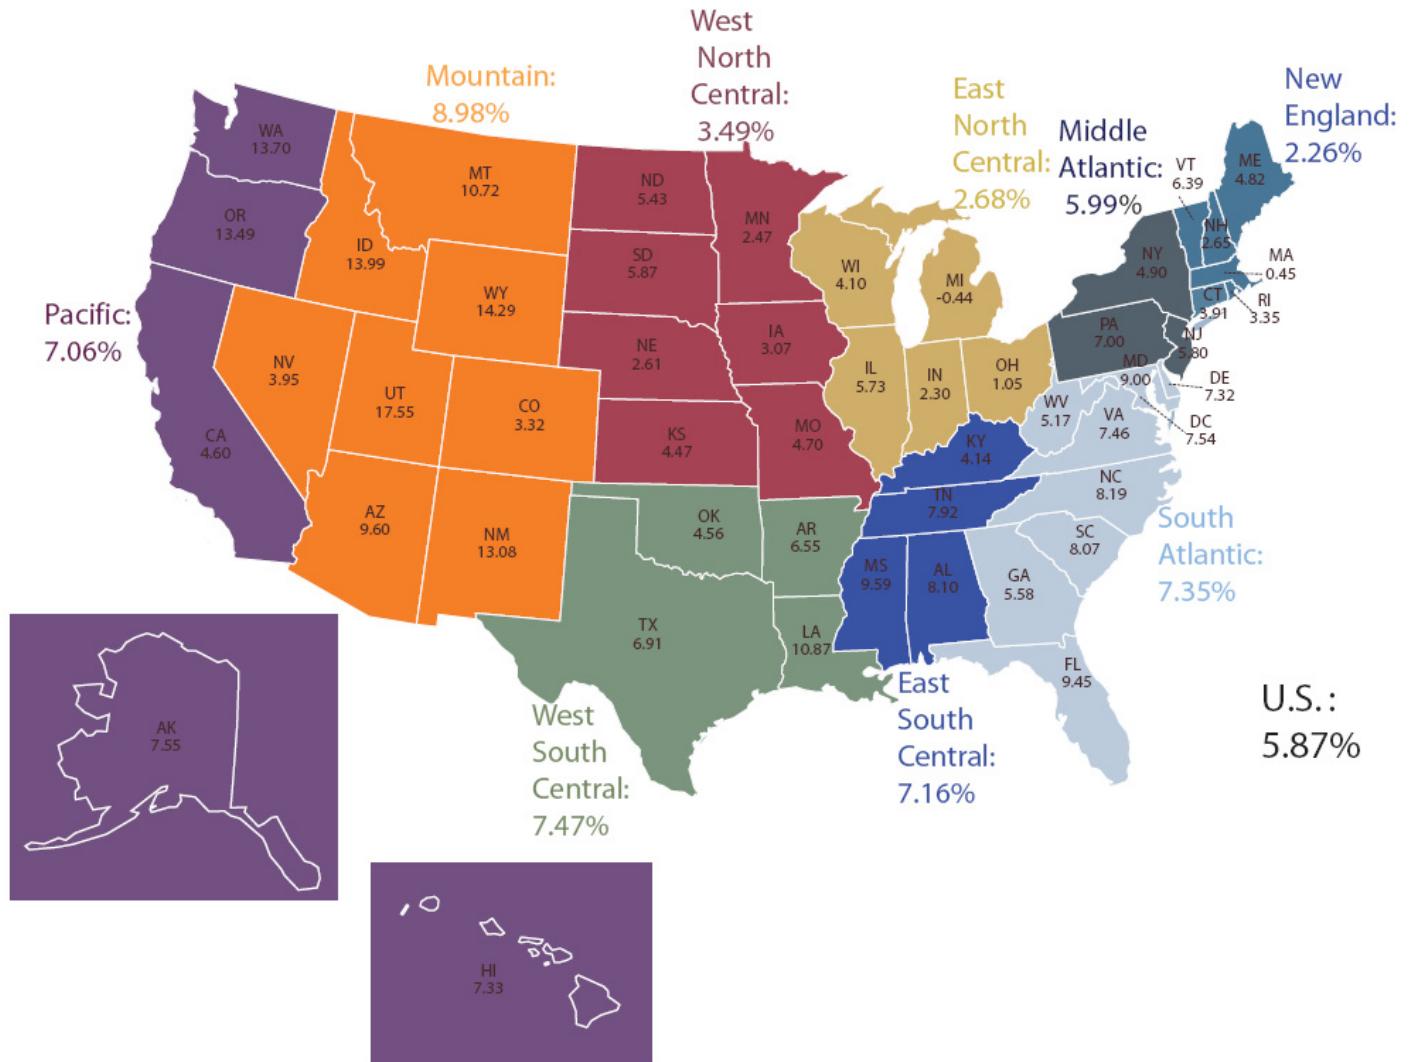 West
North
Central:
3.49%
Mountain:
8.98%
East
North
Central:
2.68%
Middle
Atlantic:
5.99%
New
England:
2.26%
Pacific:
7.06%
WA
13.70
OR
13.49
CA
4.60
MT
10.72
ID
13.99
WY
14.29
NV
3.95
UT
17.55
CO
3.32
AZ
9.60
NM
13.08
ND
5.43
SD
5.87
NE
2.61
KS
4.47
MN
2.47
IA
3.07
MO
4.70
WI
4.10
MI
-0.44
IL
5.73
IN
2.30
OH
1.05
NY
4.90
PA
7.00
NJ
5.80
VT
6.39
ME
4.82
NH
2.65
MA
0.45
RI
3.35
CT
3.91
MD
9.00
DE
7.32
DC
7.54
WV
5.17
VA
7.46
NC
8.19
SC
8.07
GA
5.58
FL
9.45
KY
4.14
TN
7.92
MS
9.59
AL
8.10
OK
4.56
AR
6.55
TX
6.91
LA
10.87
South
Atlantic:
7.35%
East
South
Central:
7.16%
West
South
Central:
7.47%
U.S. :
5.87%
AK
7.55
HI
7.33